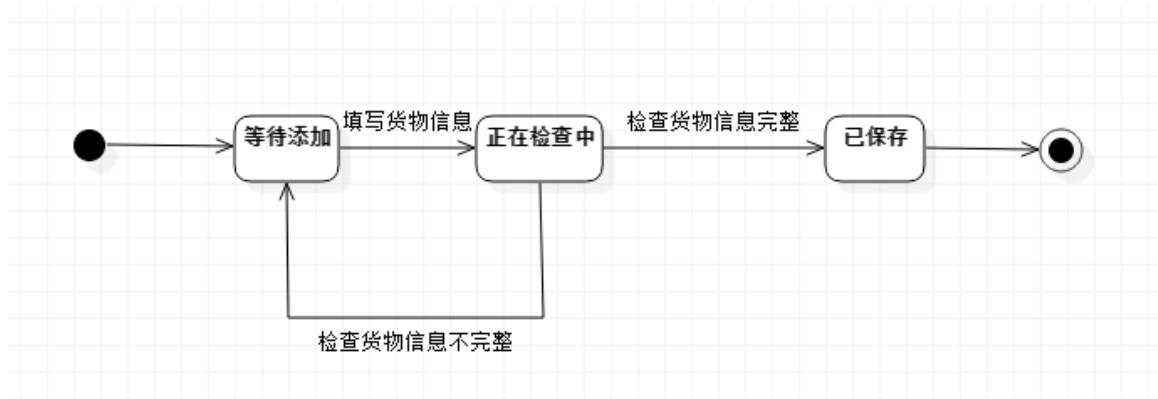 填写货物信息
检查货物信息完整
等待添加
正在检查中
已保存
检查货物信息不完整